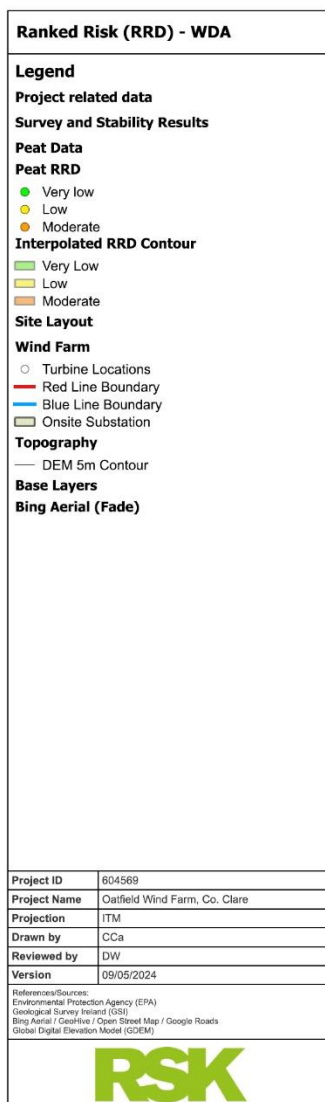 Ranked Risk (RRD) - WDA
Legend
Project related data
Survey and Stability Results
Peat Data
Peat RRD
Very low
Low
Moderate
Interpolated RRD Contour
Very Low
Low
Moderate
Site Layout
Wind Farm
Turbine Locations
Red Line Boundary
Blue Line Boundary
Onsite Substation
Topography
DEM 5m Contour
Base Layers
Bing Aerial (Fade)
Project ID 604569
Project Name Oatfield Wind Farm, Co. Clare
Projection ITM
Drawn by CCa
Reviewed by DW
Version 09/05/2024
References/Sources:
Environmental Protection Agency (EPA)
Geological Survey Ireland (GSI)
Bing Aerial / GeoHive / Open Street Map / Google Roads
Global Digital Elevation Model (GDEM)
RSK